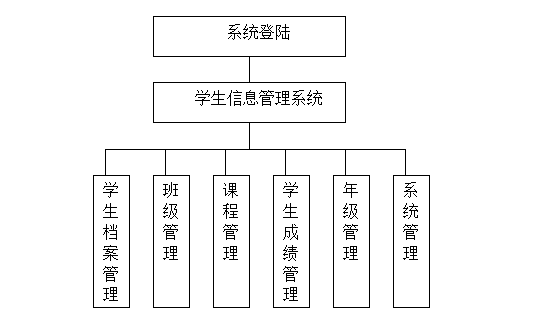 系统登陆
学生信息管理系统
学生档案管理
班级管理
课程管理
学生成绩管理
年级管理
系统管理